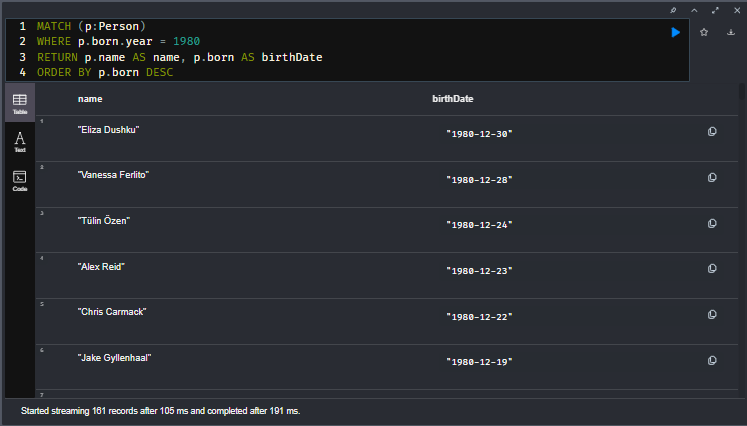 1 MATCH (p:Person)
2 WHERE p.born.year = 1980
3 RETURN p.name AS name, p.born AS birthDate
4 ORDER BY p.born DESC
Table
Text
Code
name birthDate
1 "Eliza Dushku" "1980-12-30"
2 "Vanessa Ferlito" "1980-12-28"
3 "Tülin Özen" "1980-12-24"
4 "Alex Reid" "1980-12-23"
5 "Chris Carmack" "1980-12-22"
6 "Jake Gyllenhaal" "1980-12-19"
7
Started streaming 161 records after 105 ms and completed after 191 ms.